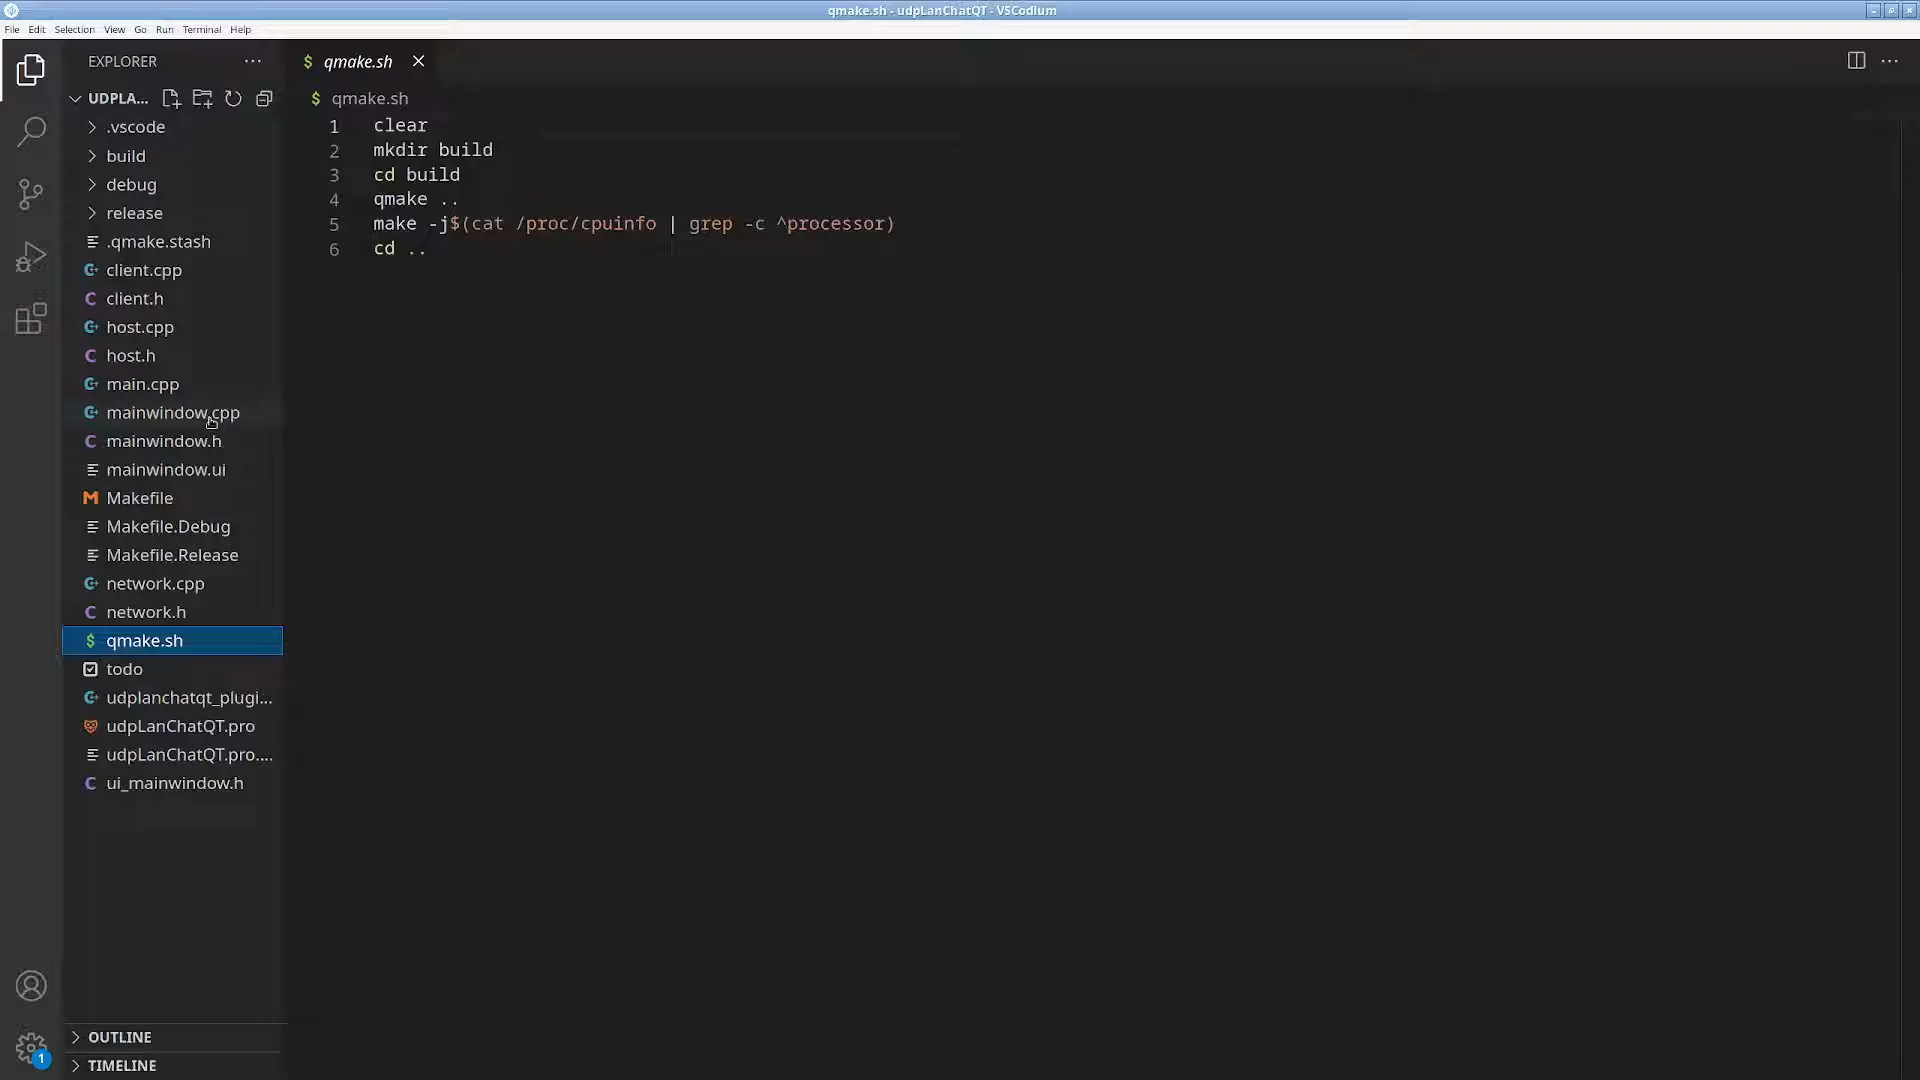 qmake.sh - udpLanChatQT - VSCodium
File Edit Selection View Go Run Terminal Help
EXPLORER
UDPLA...
.vscode
build
debug
release
.qmake.stash
client.cpp
client.h
host.cpp
host.h
main.cpp
mainwindow.cpp
mainwindow.h
mainwindow.ui
Makefile
Makefile.Debug
Makefile.Release
network.cpp
network.h
qmake.sh
todo
udplanchatqt_plugi...
udpLanChatQT.pro
udpLanChatQT.pro....
ui_mainwindow.h
OUTLINE
TIMELINE
1
$ qmake.sh
$ qmake.sh
1 clear
2 mkdir build
3 cd build
4 qmake ..
5 make -j$(cat /proc/cpuinfo | grep -c ^processor)
6 cd ..